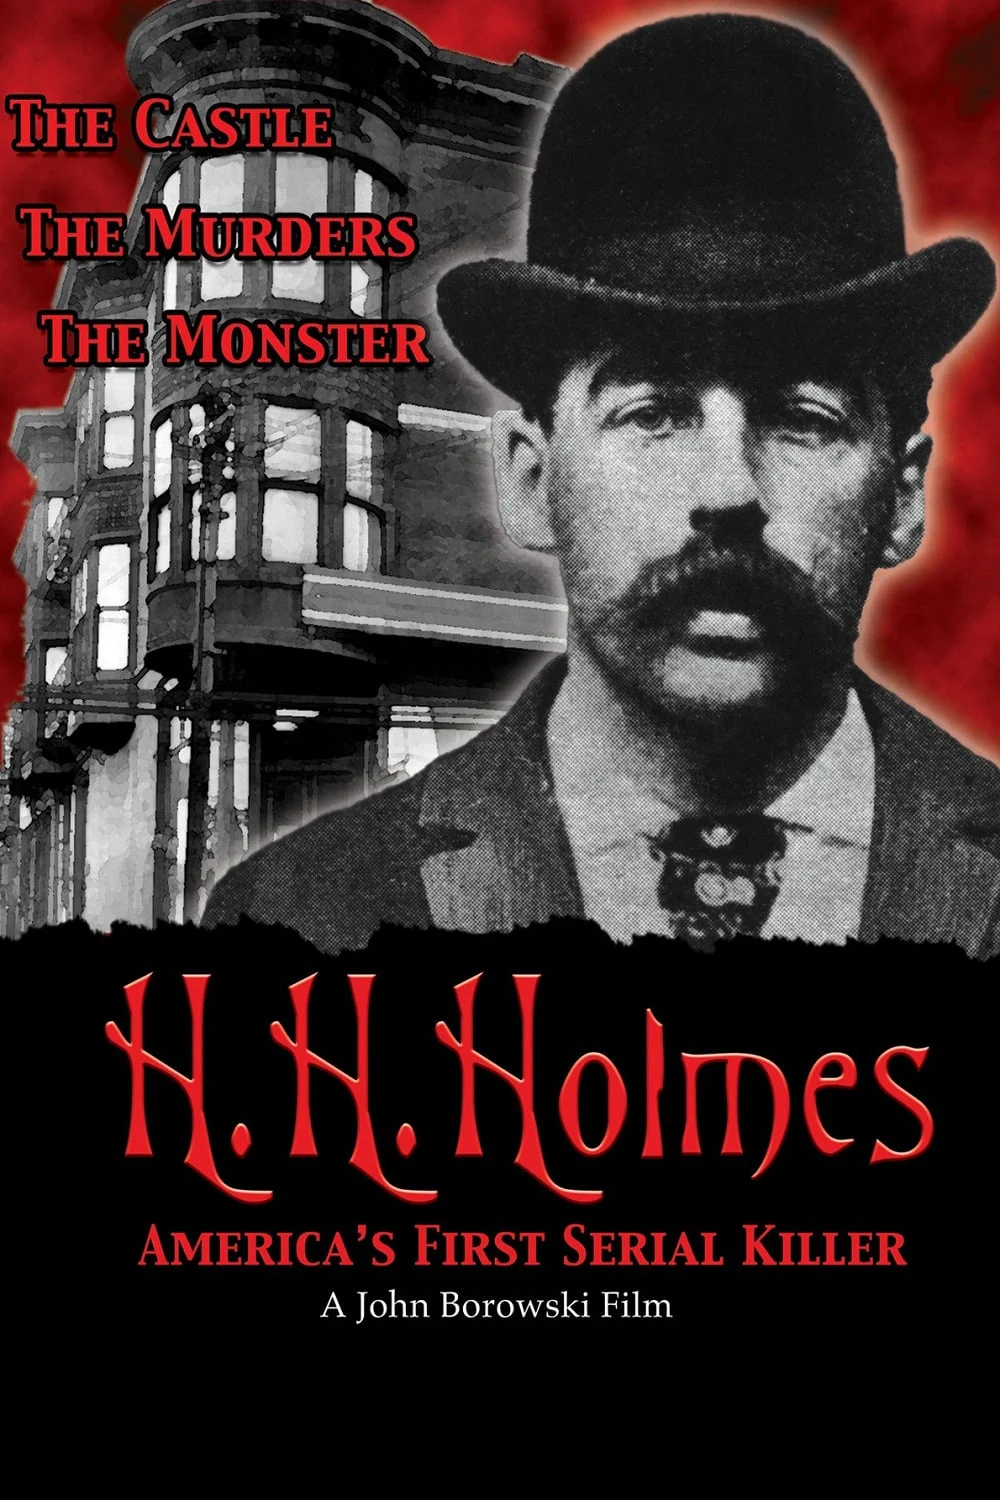 The Castle
The Murders
The Monster
H.H.Holmes
America's First Serial Killer
A John Borowski Film